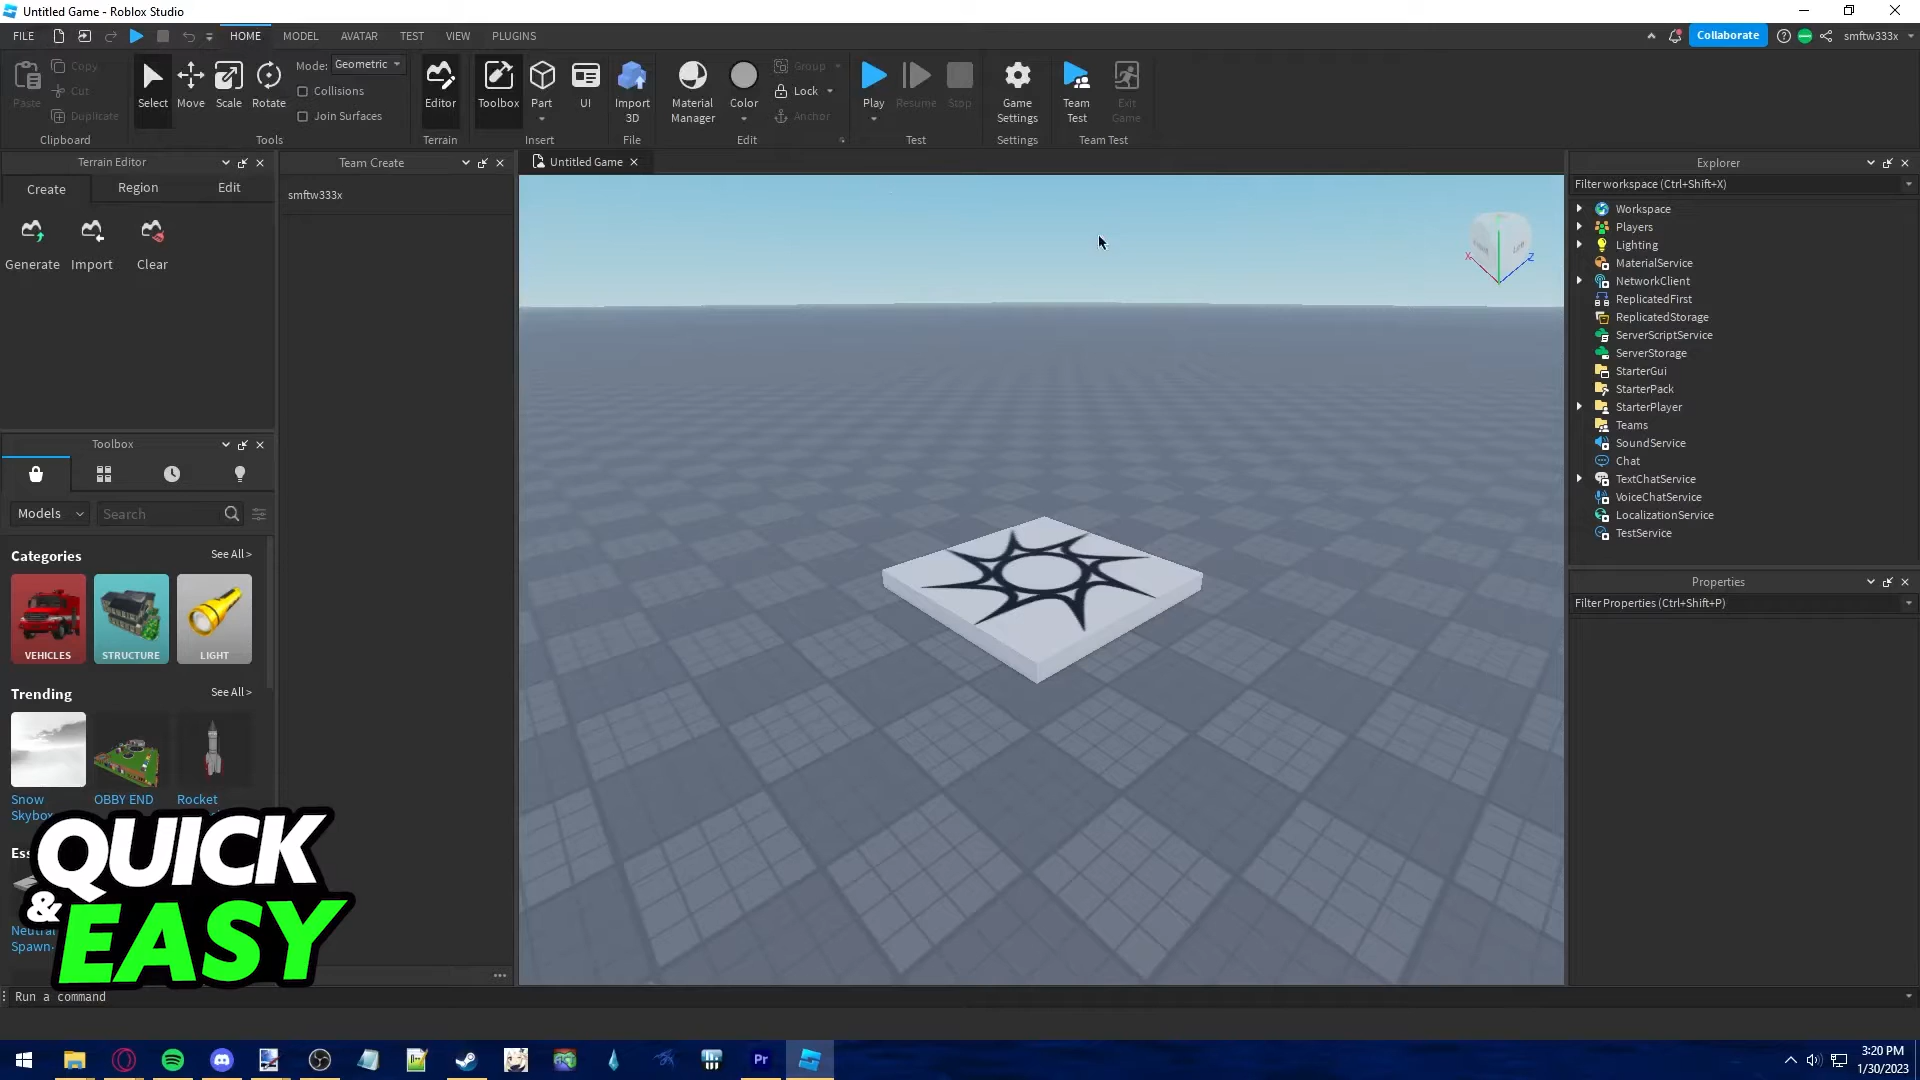 Untitled Game - Roblox Studio
FILE HOME MODEL AVATAR TEST VIEW PLUGINS Collaborate smftw333x
Paste Copy Cut Duplicate
Clipboard
Select Move Scale Rotate
Mode: Geometric
Collisions
Join Surfaces
Tools
Editor
Terrain
Toolbox Part UI
Insert
Import 3D
File
Material Manager Color
Group
Lock
Anchor
Edit
Play Resume Stop
Test
Game Settings
Settings
Team Test Exit Game
Team Test
Terrain Editor
Create Region Edit
Generate Import Clear
Team Create
smftw333x
Untitled Game
Toolbox
Models Search
Categories See All >
VEHICLES STRUCTURE LIGHT
Trending See All >
Snow Skybox OBBY END Rocket
Neutral
Spawn
QUICK
& EASY
Run a command
Explorer
Filter workspace (Ctrl+Shift+X)
Workspace
Players
Lighting
MaterialService
NetworkClient
ReplicatedFirst
ReplicatedStorage
ServerScriptService
ServerStorage
StarterGui
StarterPack
StarterPlayer
Teams
SoundService
Chat
TextChatService
VoiceChatService
LocalizationService
TestService
Properties
Filter Properties (Ctrl+Shift+P)
X
Z
Pr
3:20 PM
1/30/2023